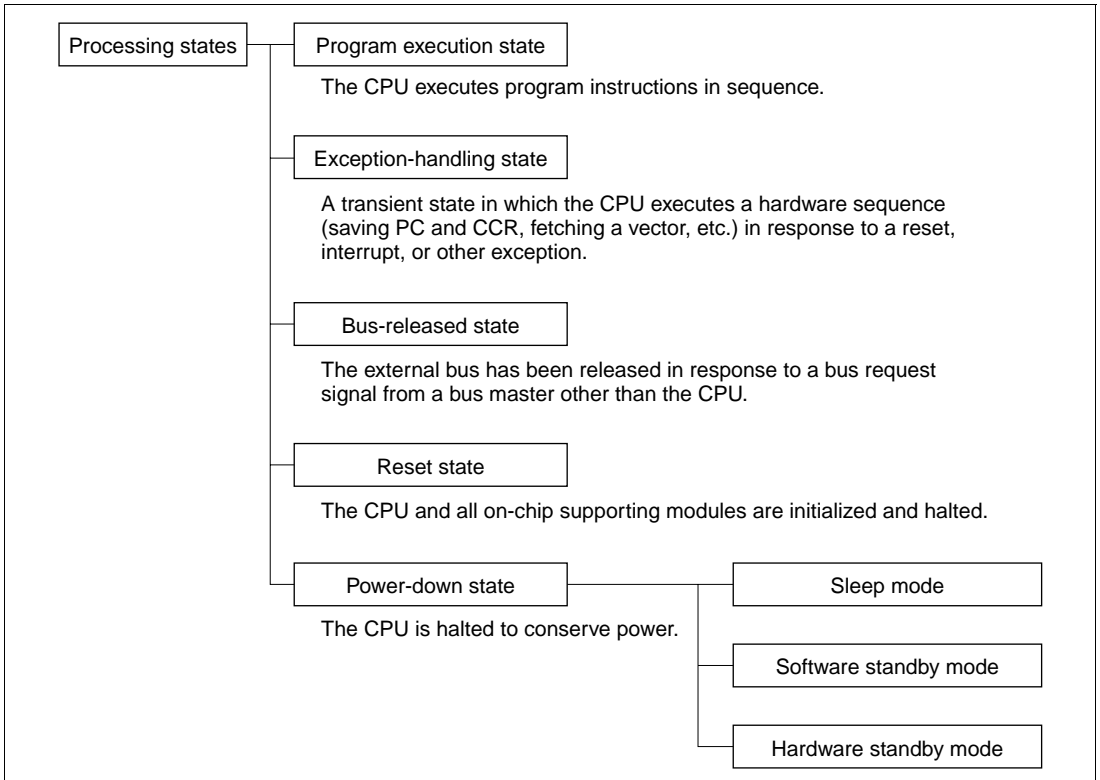 Processing states
Program execution state
The CPU executes program instructions in sequence.
Exception-handling state
A transient state in which the CPU executes a hardware sequence
(saving PC and CCR, fetching a vector, etc.) in response to a reset,
interrupt, or other exception.
Bus-released state
The external bus has been released in response to a bus request
signal from a bus master other than the CPU.
Reset state
The CPU and all on-chip supporting modules are initialized and halted.
Power-down state
The CPU is halted to conserve power.
Sleep mode
Software standby mode
Hardware standby mode